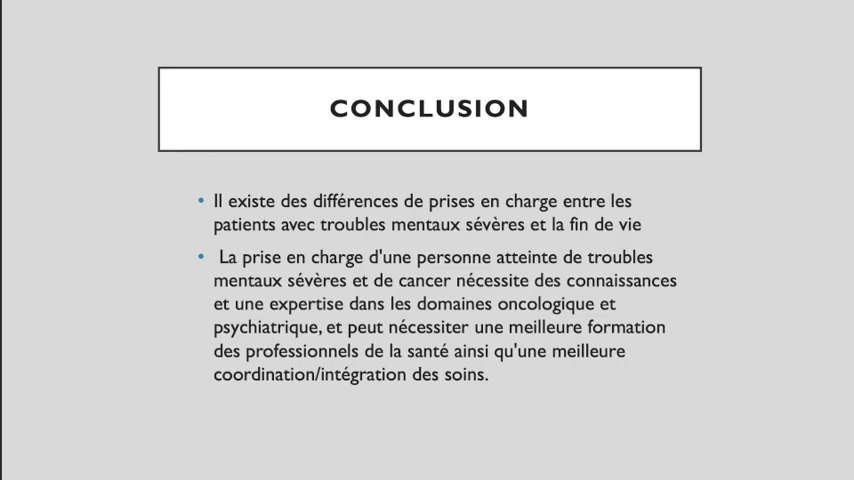 CONCLUSION
• Il existe des différences de prises en charge entre les
patients avec troubles mentaux sévères et la fin de vie
• La prise en charge d'une personne atteinte de troubles
mentaux sévères et de cancer nécessite des connaissances
et une expertise dans les domaines oncologique et
psychiatrique, et peut nécessiter une meilleure formation
des professionnels de la santé ainsi qu'une meilleure
coordination/intégration des soins.